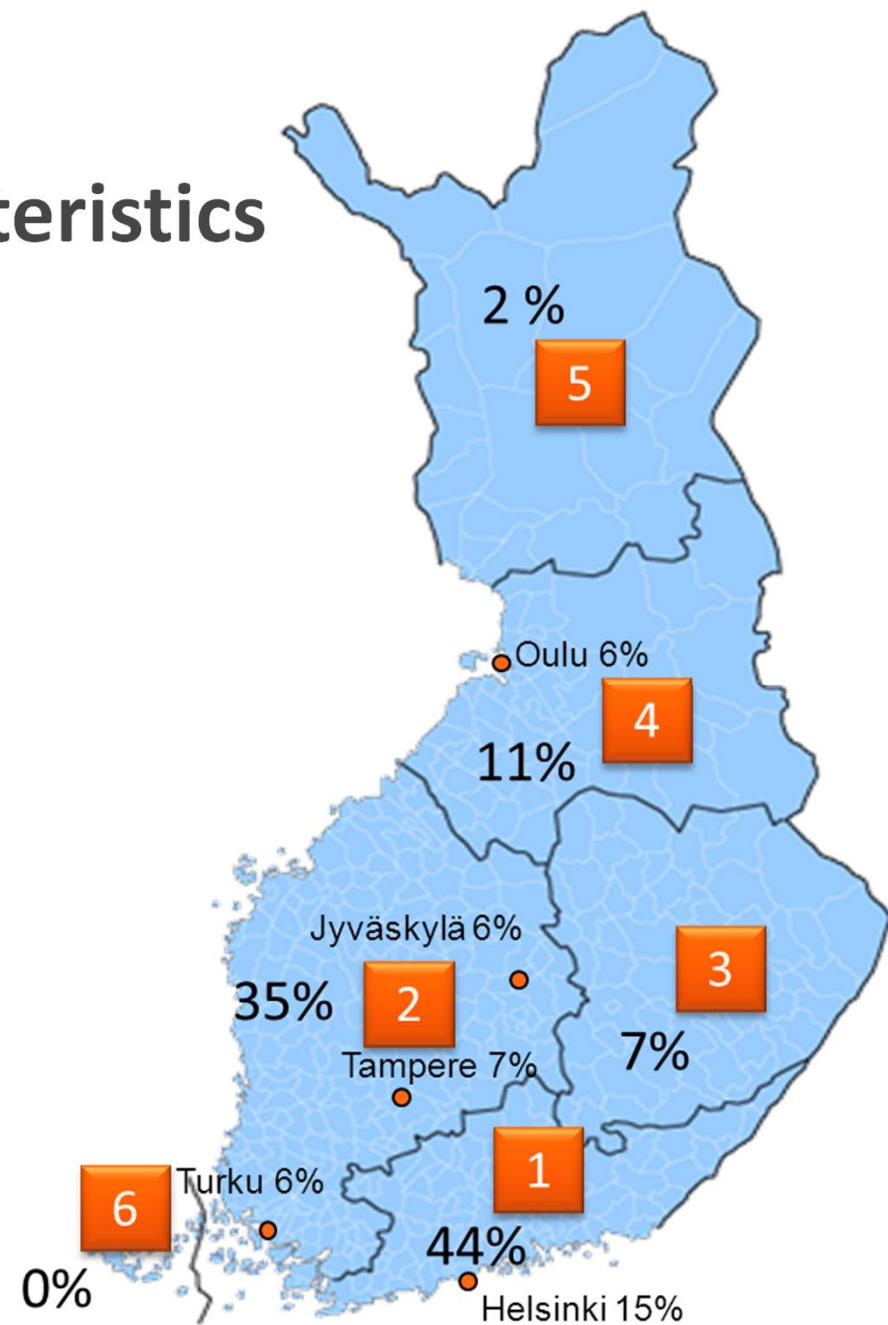 teristics
2 %
5
Oulu 6%
4
11%
Jyväskylä 6%
3
35%
2
7%
Tampere 7%
1
Turku 6%
6
44%
0%
Helsinki 15%